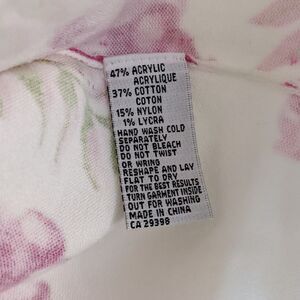 47% ACRYLIC
ACRYLIQUE
37% COTTON
COTON
15% NYLON
1% LYCRA
HAND WASH COLD
SEPARATELY
DO NOT BLEACH
DO NOT TWIST
OR WRING
RESHAPE AND LAY
FLAT TO DRY
FOR THE BEST RESULTS
TURN GARMENT INSIDE
OUT FOR WASHING
MADE IN CHINA
CA 29398